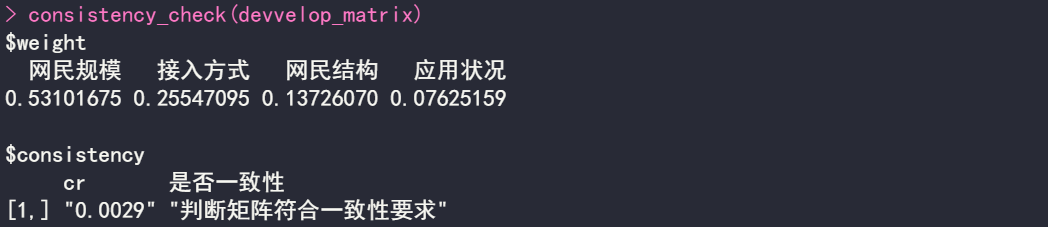 > consistency_check(devvelop_matrix)
$weight
网民规模 接入方式 网民结构 应用状况
0.53101675 0.25547095 0.13726070 0.07625159
$consistency
cr 是否一致性
[1,] "0.0029" "判断矩阵符合一致性要求"